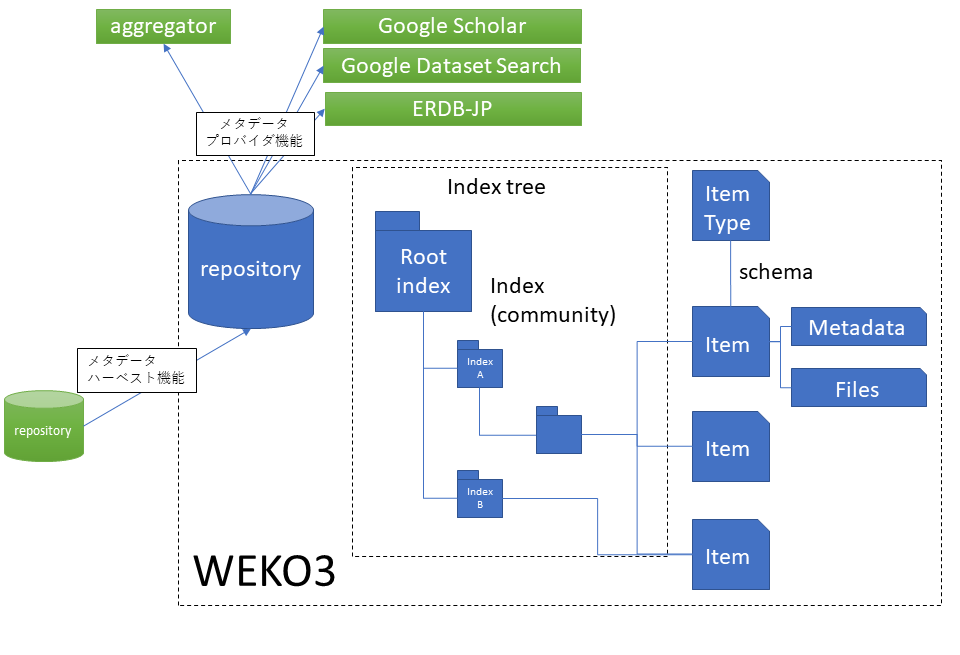 aggregator
Google Scholar
Google Dataset Search
ERDB-JP
メタデータ
プロバイダ機能
Index tree
Item
Type
Root
index
repository
schema
Index
(community)
Metadata
Item
メタデータ
ハーベスト機能
Index
A
Files
repository
Item
Index
B
Item
WEKO3